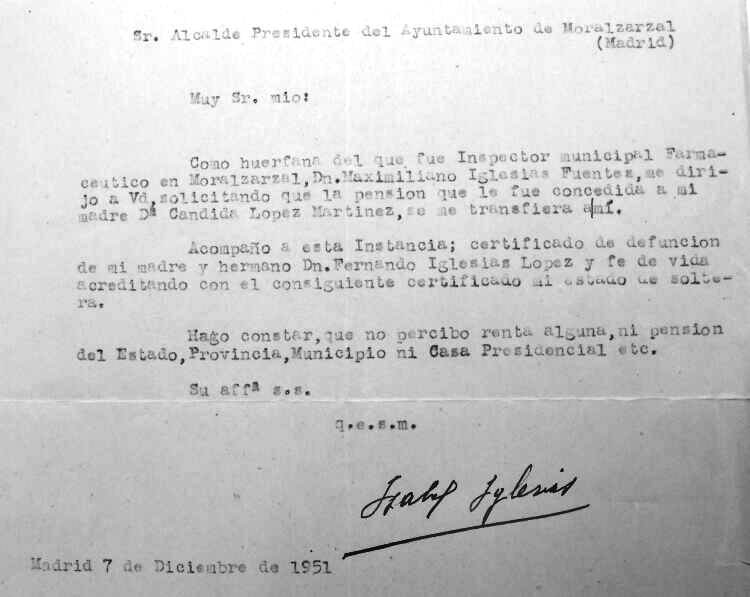 Sr. Alcalde Presidente del Ayuntamiento de Moralzarzal
(Madrid)
Muy Sr. mio:
Como huerfana del que fue Inspector municipal Farma-
ceutico en Moralzarzal,Dn.Maximiliano Iglesias Fuentes,me diri-
jo a Vd,solicitando que la pension que le fue concedida a mi
madre Dª Candida Lopez Martinez,se me transfiera a mí.
Acompaño a esta Instancia; certificado de defuncion
de mi madre y hermano Dn.Fernando Iglesias Lopez y fe de vida
acreditando con el consiguiente certificado mi estado de solte-
ra.
Hago constar,que no percibo renta alguna,ni pension
del Estado,Provincia,Municipio ni Casa Presidencial etc.
Su affª s.s.
q.e.s.m.
Isabel Iglesias
Madrid 7 de Diciembre de 1951